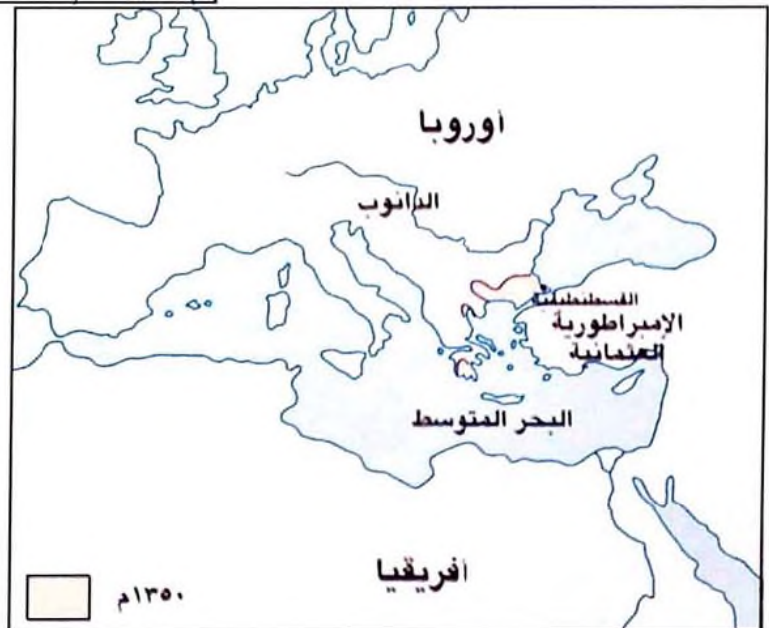 أوروبا
الدانوب
القسطنطينية
الإمبراطورية
العثمانية
البحر المتوسط
أفريقيا
١٣٥٠م